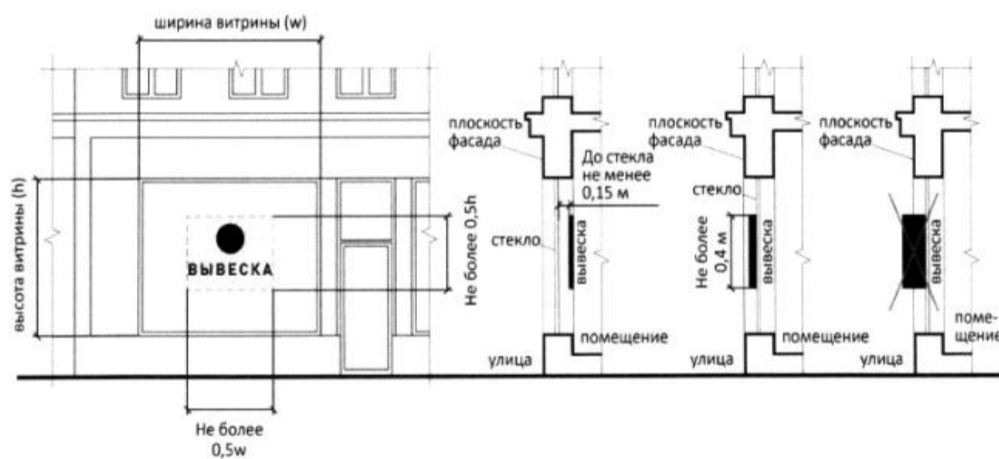 ширина витрины (w)
высота витрины (h)
ВЫВЕСКА
Не более 0,5h
Не более
0,5w
плоскость
фасада
До стекла
не менее
0,15 м
стекло
вывеска
помещение
улица
плоскость
фасада
стекло
Не более
0,4 м
вывеска
помещение
улица
плоскость
фасада
вывеска
поме-
щение
улица